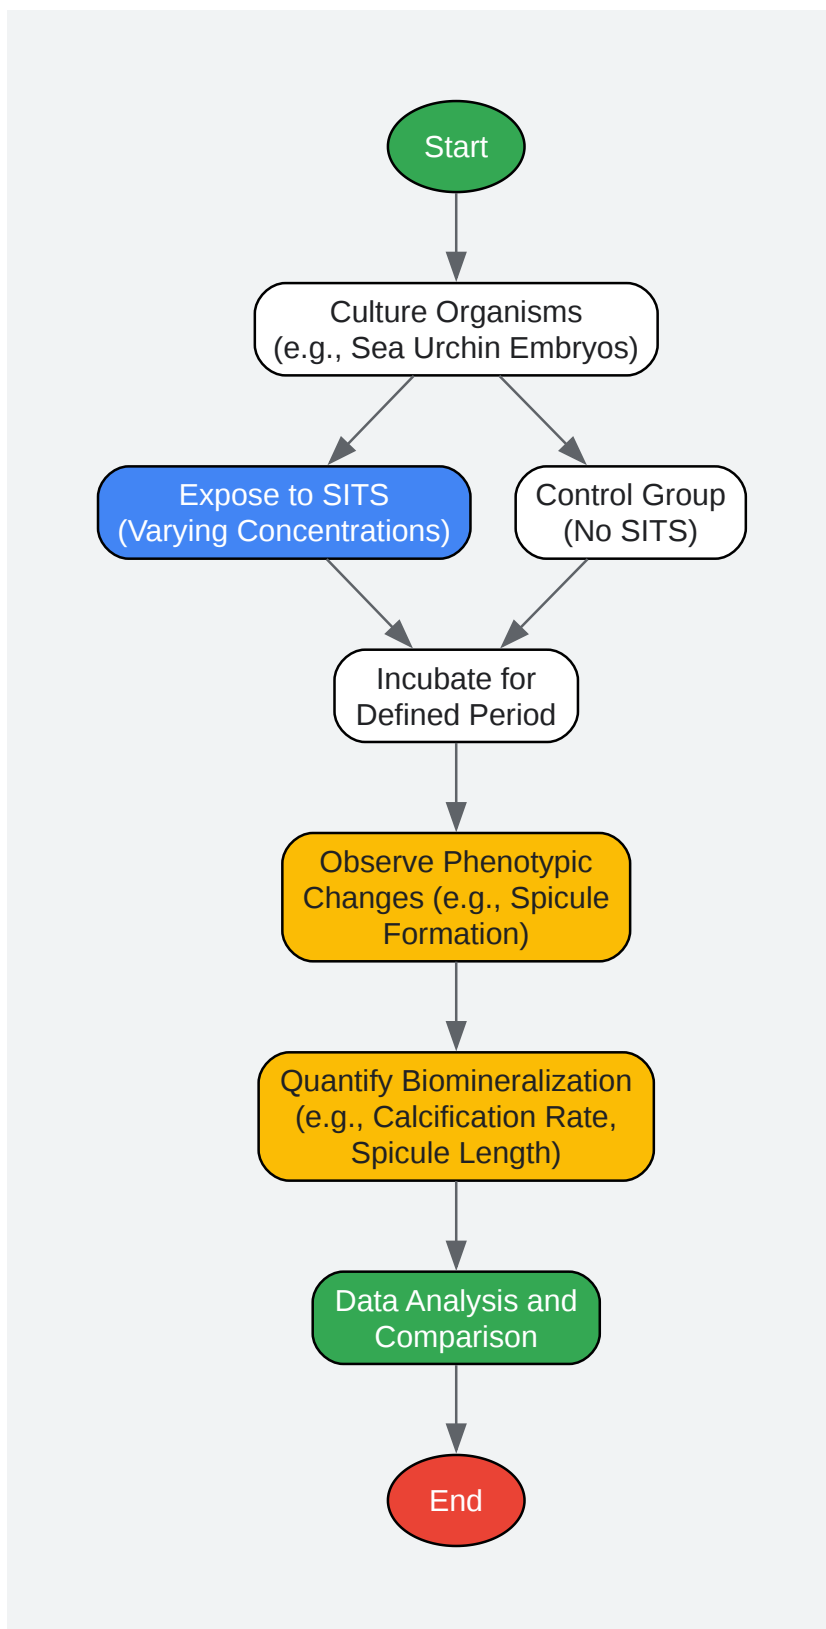 Start
Culture Organisms
(e.g., Sea Urchin Embryos)
Expose to SITS
(Varying Concentrations)
Control Group
(No SITS)
Incubate for
Defined Period
Observe Phenotypic
Changes (e.g., Spicule
Formation)
Quantify Biomineralization
(e.g., Calcification Rate,
Spicule Length)
Data Analysis and
Comparison
End